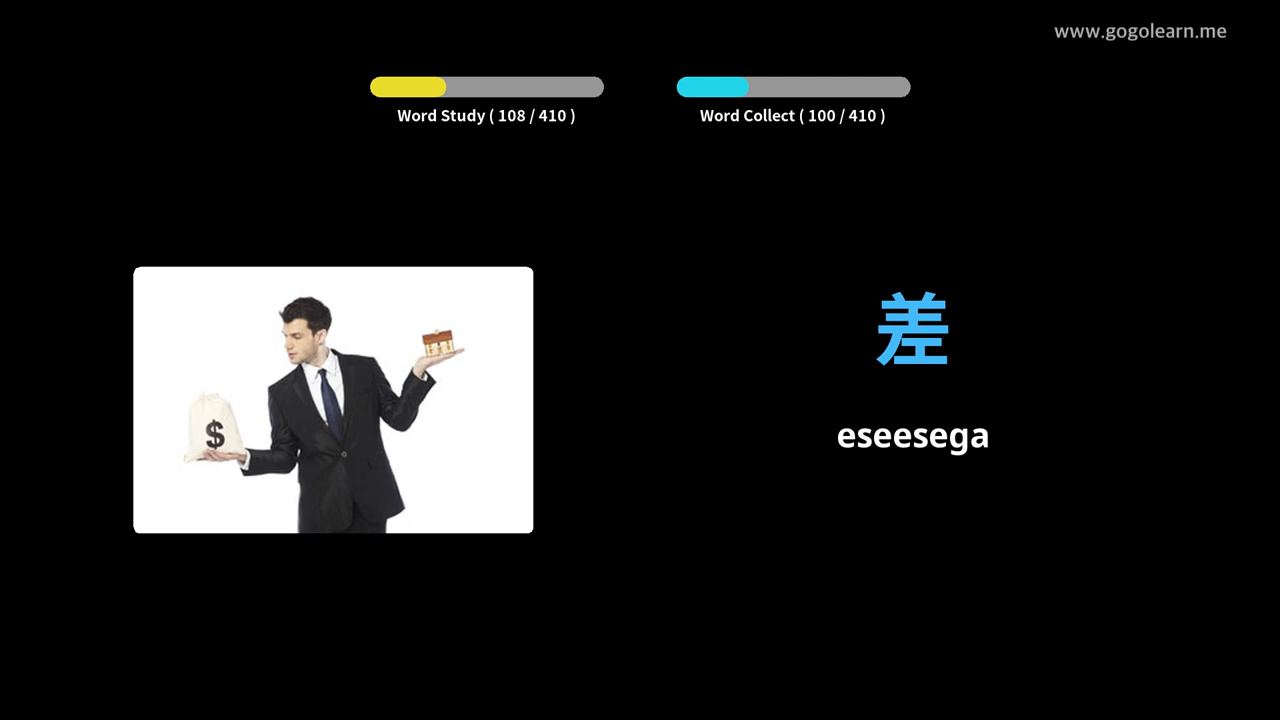 www.gogolearn.me
Word Study ( 108 / 410 )
Word Collect ( 100 / 410 )
$
差
eseesega